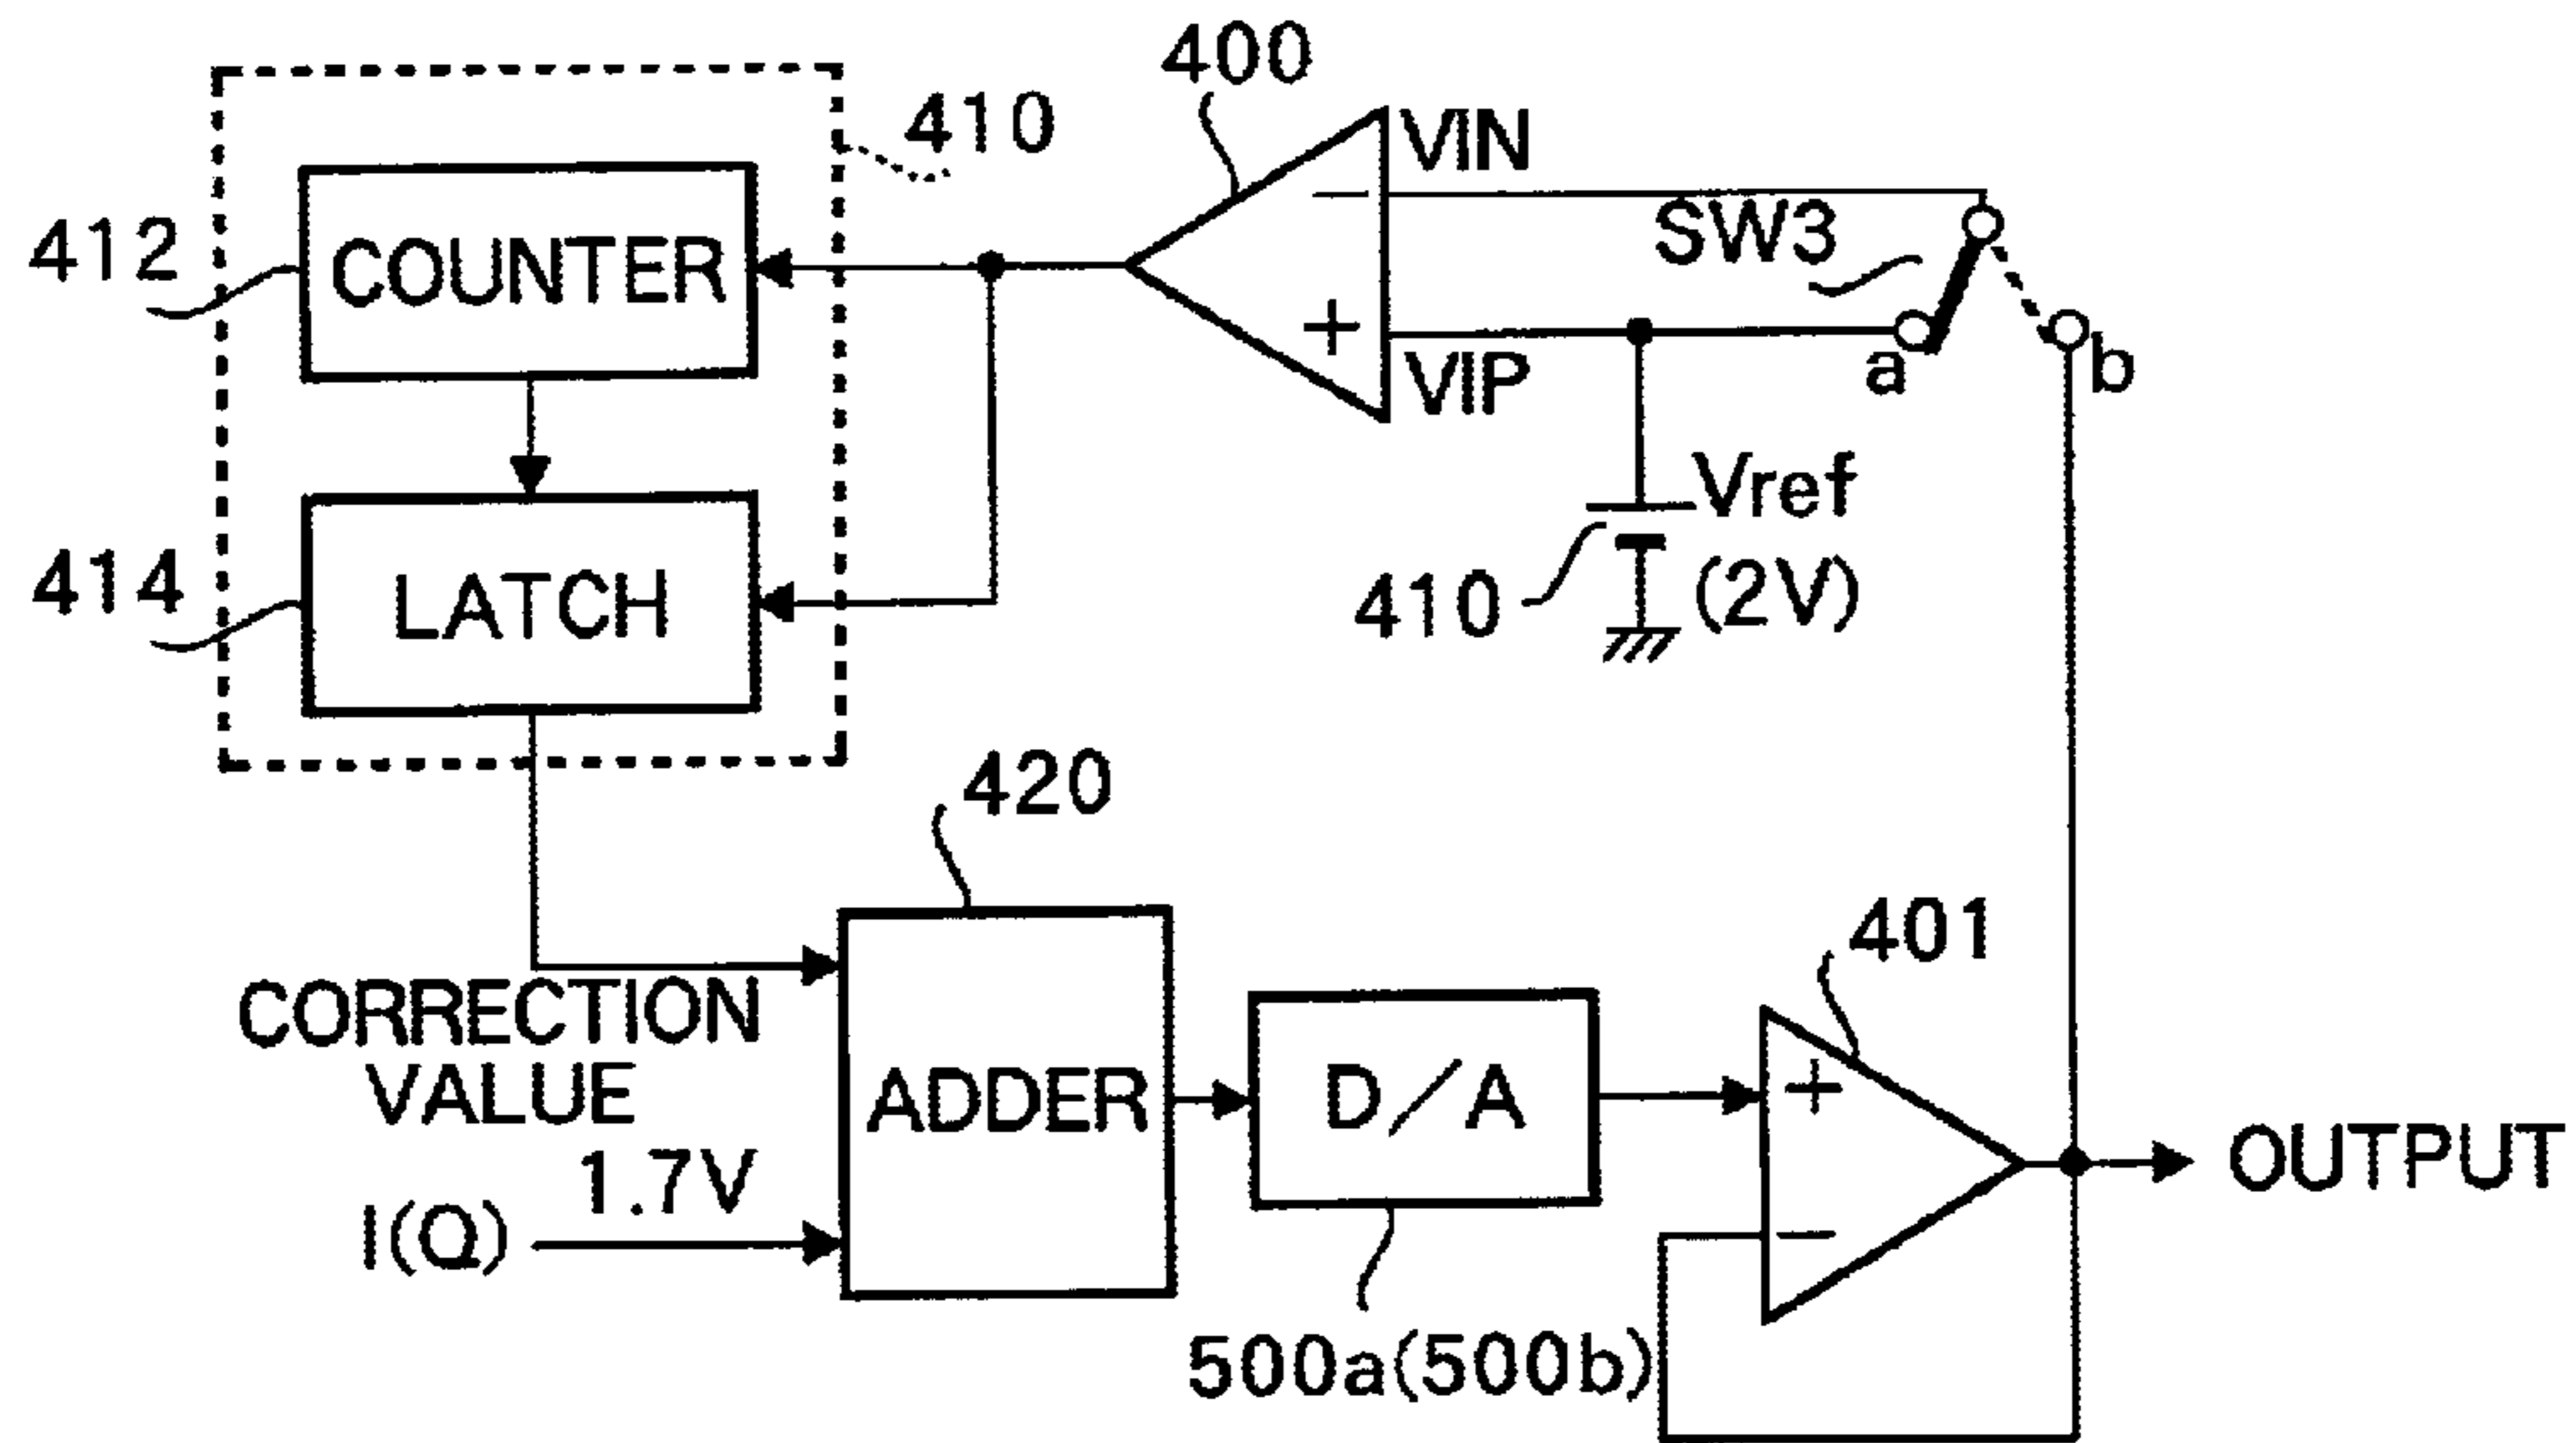 400
VIN
410
412
COUNTER
−
SW3
+
VIP
a
b
Vref
(2V)
410
414
LATCH
420
401
CORRECTION
VALUE
ADDER
D/A
+
1.7V
I(Q)
−
OUTPUT
500a(500b)